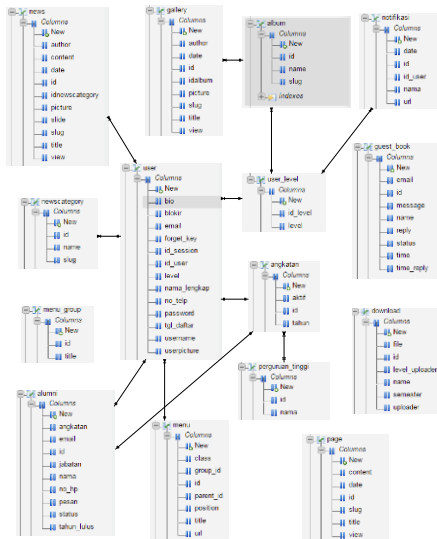 news
Columns
New
author
content
date
id
idnewscategory
picture
slide
slug
title
view
gallery
Columns
New
author
date
id
idalbum
picture
slug
title
view
album
Columns
New
id
name
slug
Indexes
notifikasi
Columns
New
date
id
id_user
name
url
guest_book
Columns
New
email
id
message
name
reply
status
time
time_reply
user
Columns
New
bio
blokir
email
forget_key
id_session
id_user
level
nama_lengkap
no_telp
password
tgl_daftar
username
userpicture
user_level
Columns
New
id_level
level
newscategory
Columns
New
id
name
slug
angkatan
Columns
New
aktif
id
tahun
menu_group
Columns
New
id
title
download
Columns
New
file
id
level_uploader
name
semester
uploader
perguruan_tinggi
Columns
New
id
nama
alumni
Columns
New
angkatan
email
id
jabatan
nama
no_hp
pesan
status
tahun_lulus
menu
Columns
New
class
group_id
id
parent_id
position
title
url
page
Columns
New
content
date
id
slug
title
view